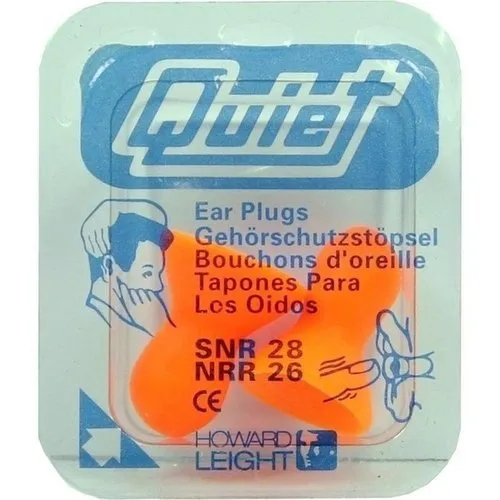 Quiet
Ear Plugs
Gehörschutzstöpsel
Bouchons d'oreille
Tapones Para
Los Oidos
SNR 28
NRR 26
CE
HOWARD
LEIGHT